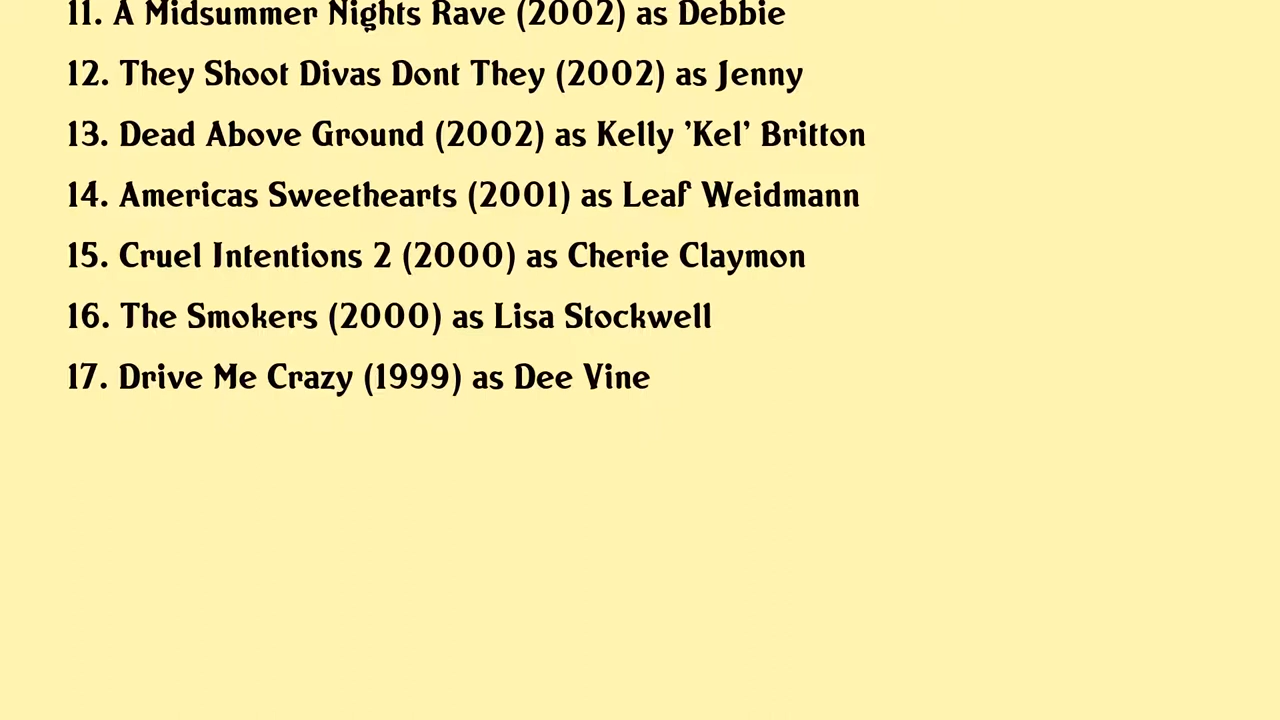 11. A Midsummer Nights Rave (2002) as Debbie
12. They Shoot Divas Dont They (2002) as Jenny
13. Dead Above Ground (2002) as Kelly 'Kel' Britton
14. Americas Sweethearts (2001) as Leaf Weidmann
15. Cruel Intentions 2 (2000) as Cherie Claymon
16. The Smokers (2000) as Lisa Stockwell
17. Drive Me Crazy (1999) as Dee Vine